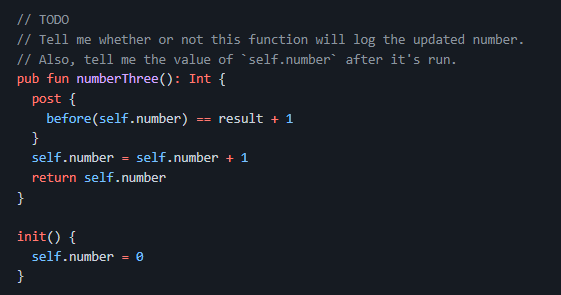 // TODO
// Tell me whether or not this function will log the updated number.
// Also, tell me the value of `self.number` after it's run.
pub fun numberThree(): Int {
  post {
    before(self.number) == result + 1
  }
  self.number = self.number + 1
  return self.number
}

init() {
  self.number = 0
}